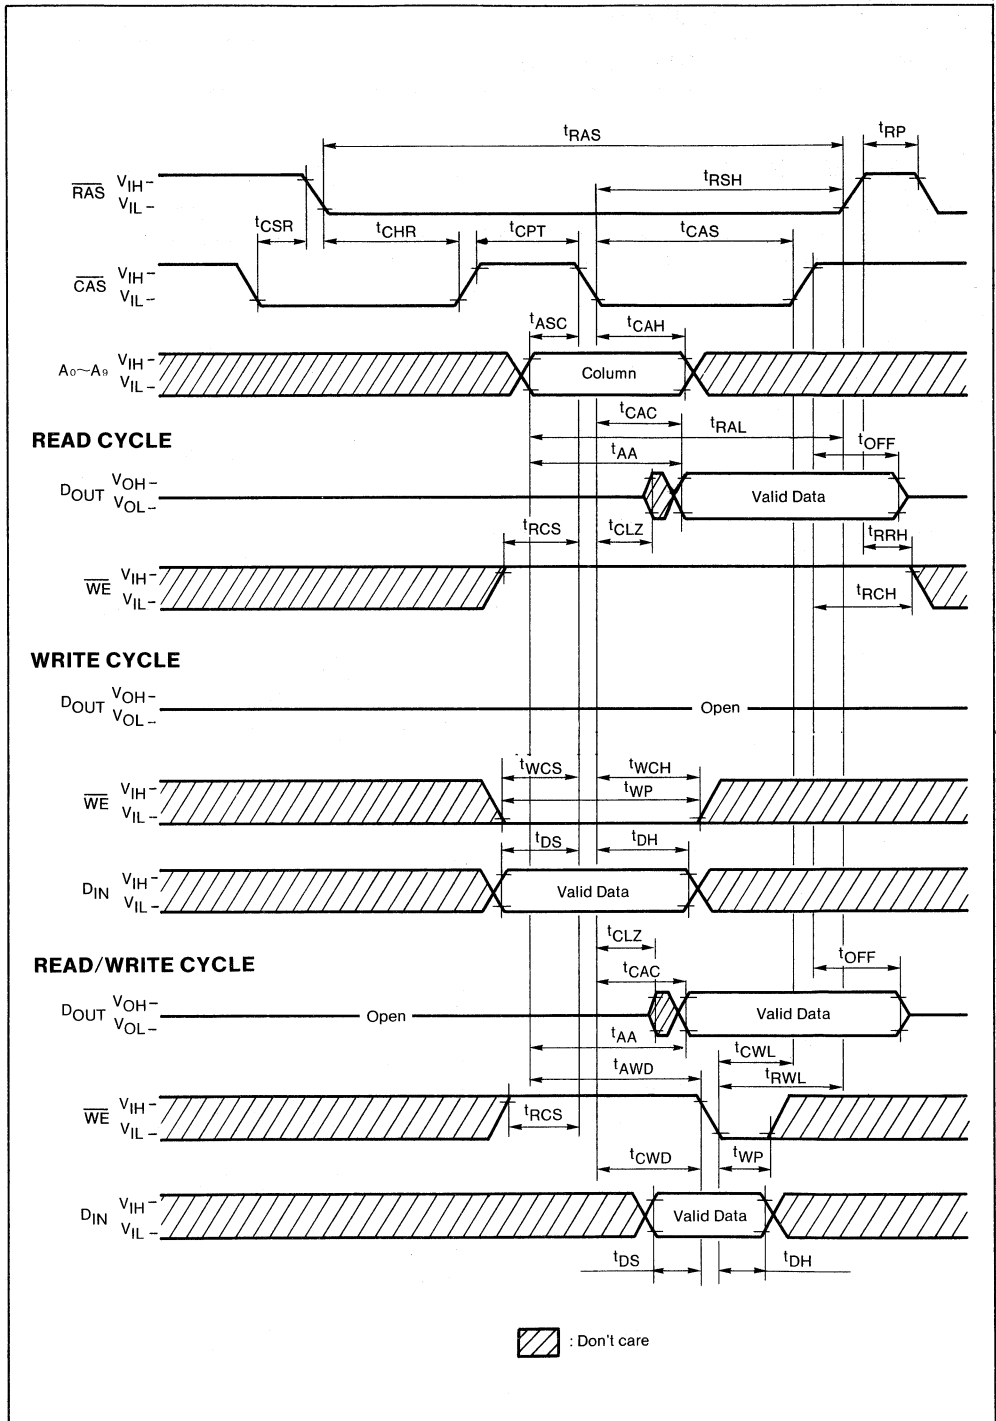 tRAS
tRP
RAS VIH
VIL
tRSH
tCSR
tCHR
tCPT
tCAS
CAS VIH
VIL
tASC
tCAH
A0~A9 VIH
VIL
Column
tCAC
tRAL
READ CYCLE
tAA
tOFF
DOUT VOH
VOL
Valid Data
tRCS
tCLZ
tRRH
WE VIH
VIL
tRCH
WRITE CYCLE
DOUT VOH
VOL
Open
tWCS
tWCH
tWP
WE VIH
VIL
tDS
tDH
DIN VIH
VIL
Valid Data
tCLZ
READ/WRITE CYCLE
tCAC
tOFF
DOUT VOH
VOL
Open
Valid Data
tAA
tCWL
tAWD
tRWL
WE VIH
VIL
tRCS
tCWD
tWP
DIN VIH
VIL
Valid Data
tDS
tDH
: Don't care